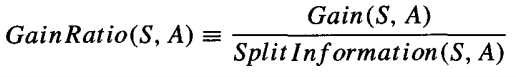 GainRatio(S, A) ≡ Gain(S, A) / SplitInformation(S, A)